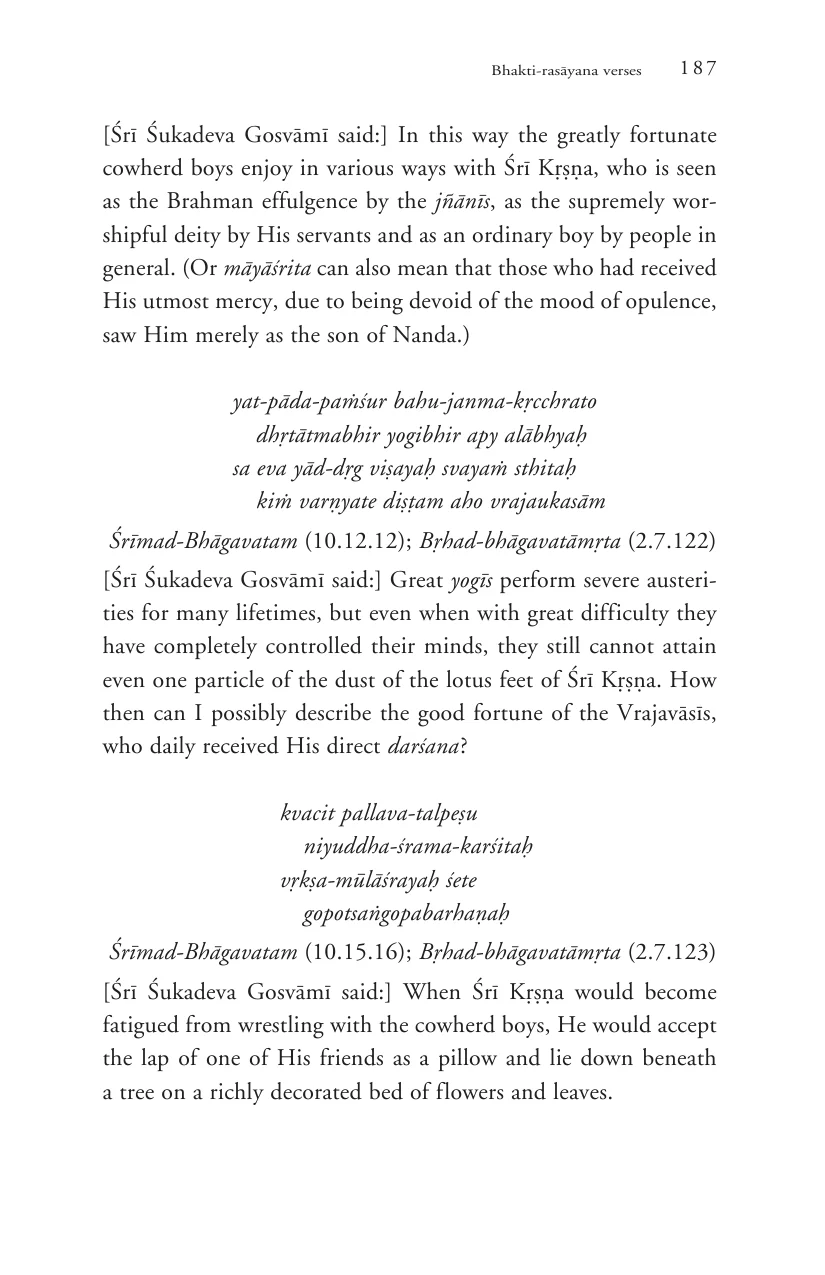 Bhakti-rasāyana verses 187
[Śrī Śukadeva Gosvāmī said:] In this way the greatly fortunate
cowherd boys enjoy in various ways with Śrī Kṛṣṇa, who is seen
as the Brahman effulgence by the jñānīs, as the supremely wor-
shipful deity by His servants and as an ordinary boy by people in
general. (Or māyāśrita can also mean that those who had received
His utmost mercy, due to being devoid of the mood of opulence,
saw Him merely as the son of Nanda.)
yat-pāda-paṁśur bahu-janma-kṛcchrato
dhṛtātmabhir yogibhir apy alābhyaḥ
sa eva yād-dṛg viṣayaḥ svayaṁ sthitaḥ
kiṁ varṇyate diṣṭam aho vrajaukasām
Śrīmad-Bhāgavatam (10.12.12); Bṛhad-bhāgavatāmṛta (2.7.122)
[Śrī Śukadeva Gosvāmī said:] Great yogīs perform severe austeri-
ties for many lifetimes, but even when with great difficulty they
have completely controlled their minds, they still cannot attain
even one particle of the dust of the lotus feet of Śrī Kṛṣṇa. How
then can I possibly describe the good fortune of the Vrajavāsīs,
who daily received His direct darśana?
kvacit pallava-talpeṣu
niyuddha-śrama-karśitaḥ
vṛkṣa-mūlāśrayaḥ śete
gopotsaṅgopabarhaṇaḥ
Śrīmad-Bhāgavatam (10.15.16); Bṛhad-bhāgavatāmṛta (2.7.123)
[Śrī Śukadeva Gosvāmī said:] When Śrī Kṛṣṇa would become
fatigued from wrestling with the cowherd boys, He would accept
the lap of one of His friends as a pillow and lie down beneath
a tree on a richly decorated bed of flowers and leaves.